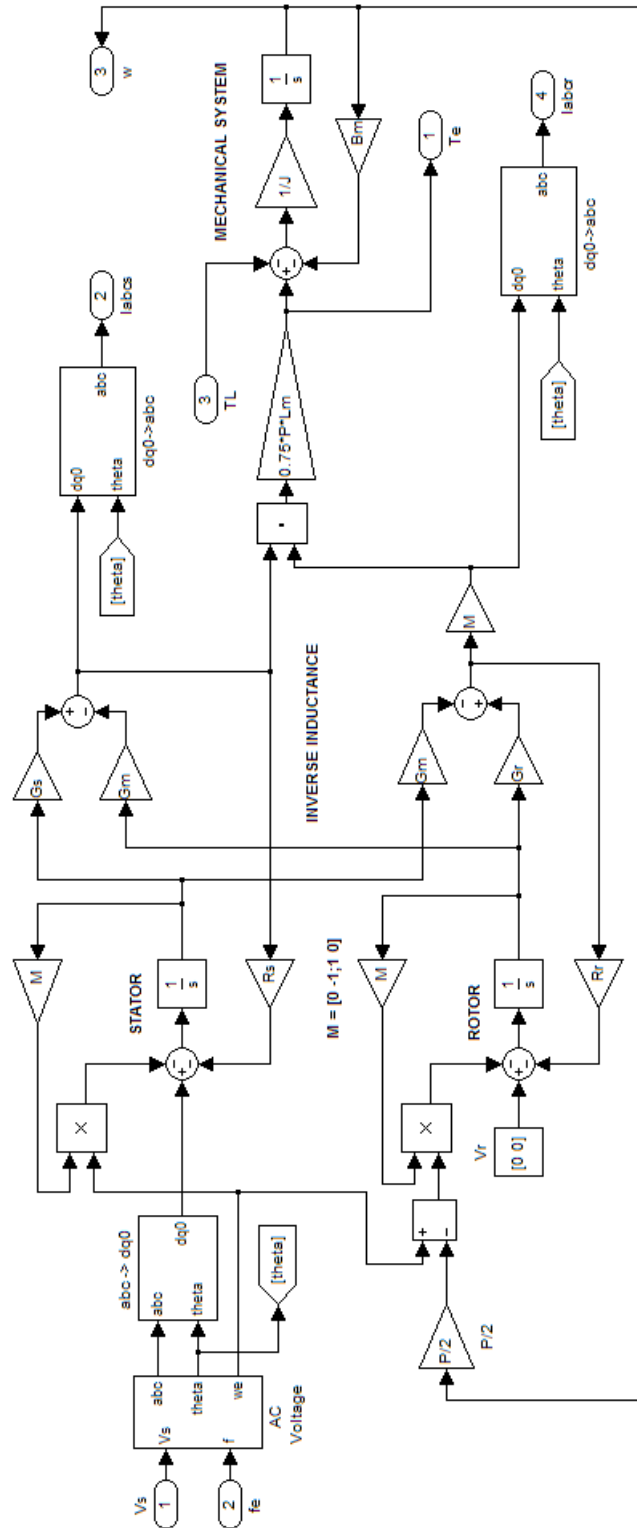 Vs
1
2
fe
Vs
f
abc
theta
we
AC
Voltage
abc -> dq0
abc
theta
dq0
[theta]
×
M
STATOR
+
-
-
1
s
Rs
P/2
P/2
+
-
×
M
M = [0 -1;1 0]
Vr
[0 0]
+
-
-
ROTOR
1
s
Rr
Gs
Gm
+
-
INVERSE INDUCTANCE
Gm
Gr
-
+
M
[theta]
dq0
theta
abc
dq0->abc
2
Iabcs
3
TL
0.75*P*Lm
MECHANICAL SYSTEM
-
+
-
1/J
1
s
Bm
3
w
1
Te
[theta]
dq0
theta
abc
dq0->abc
4
Iabcr